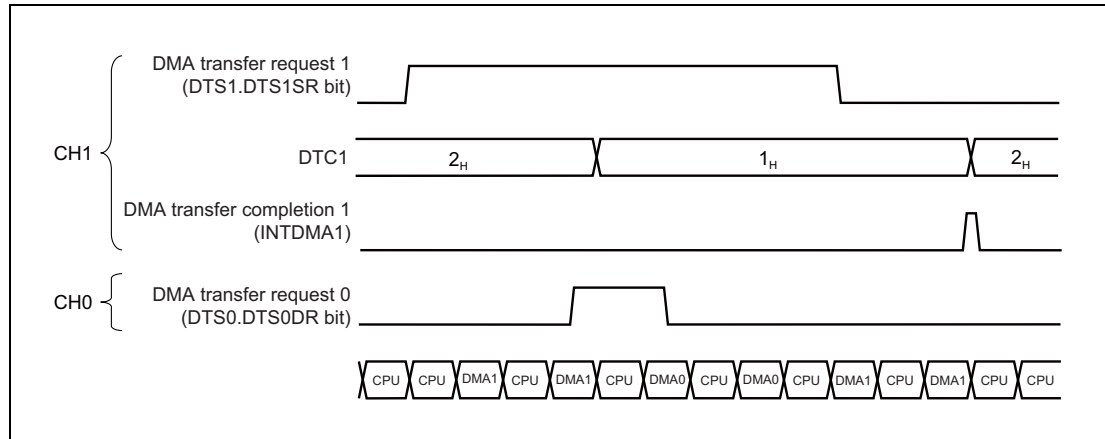 DMA transfer request 1
(DTS1.DTS1SR bit)
CH1
DTC1
2H 1H 2H
DMA transfer completion 1
(INTDMA1)
CH0
DMA transfer request 0
(DTS0.DTS0DR bit)
CPU CPU DMA1 CPU DMA1 CPU DMA0 CPU DMA0 CPU DMA1 CPU DMA1 CPU CPU